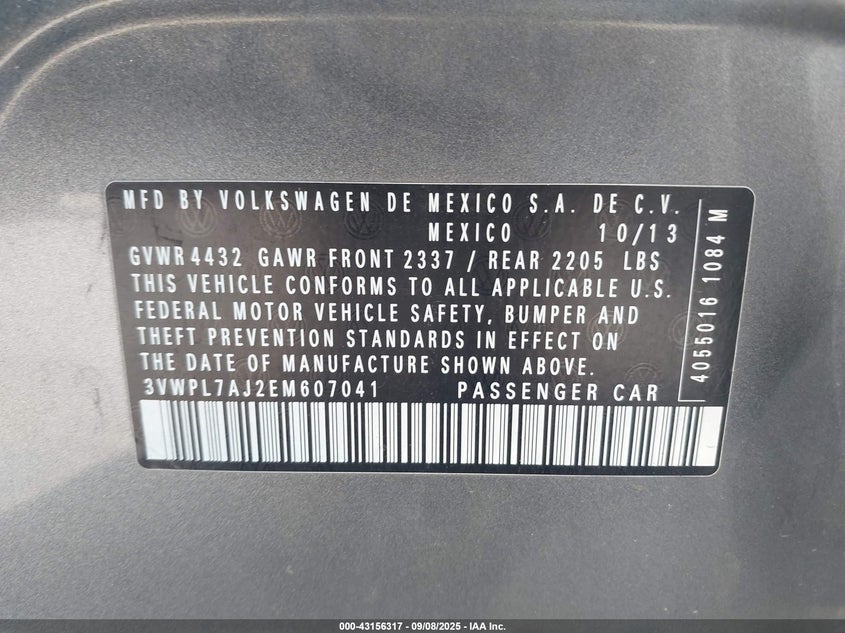 MFD BY VOLKSWAGEN DE MEXICO S.A. DE C.V.
MEXICO 10/13
GVWR 4432 GAWR FRONT 2337 / REAR 2205 LBS
THIS VEHICLE CONFORMS TO ALL APPLICABLE U.S.
FEDERAL MOTOR VEHICLE SAFETY, BUMPER AND
THEFT PREVENTION STANDARDS IN EFFECT ON
THE DATE OF MANUFACTURE SHOWN ABOVE.
3VWPL7AJ2EM607041 PASSENGER CAR
4055016 1084 M
000-43156317 - 09/08/2025 - IAA Inc.